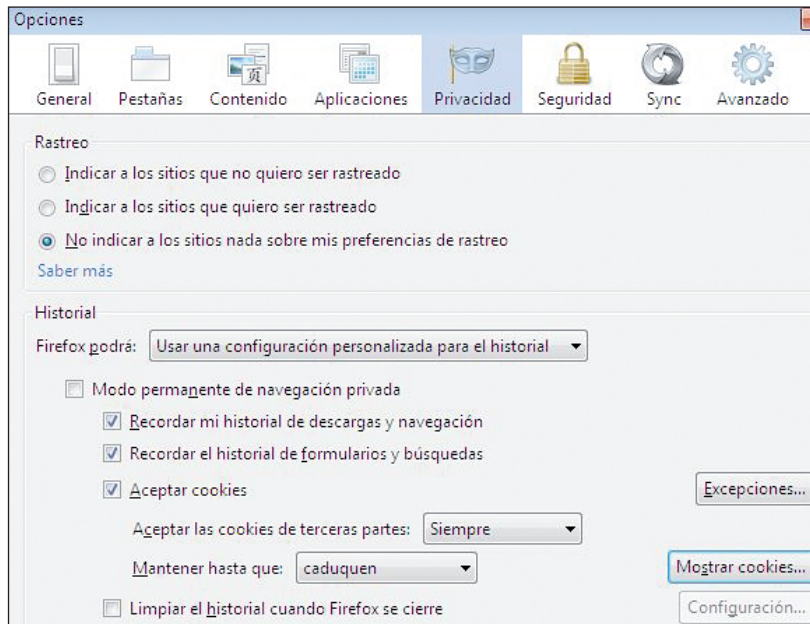 Opciones
General Pestañas Contenido Aplicaciones Privacidad Seguridad Sync Avanzado
Rastreo
Indicar a los sitios que no quiero ser rastreado
Indicar a los sitios que quiero ser rastreado
No indicar a los sitios nada sobre mis preferencias de rastreo
Saber más
Historial
Firefox podrá: Usar una configuración personalizada para el historial
Modo permanente de navegación privada
Recordar mi historial de descargas y navegación
Recordar el historial de formularios y búsquedas
Aceptar cookies Excepciones...
Aceptar las cookies de terceras partes: Siempre
Mantener hasta que: caduquen Mostrar cookies...
Limpiar el historial cuando Firefox se cierre Configuración...